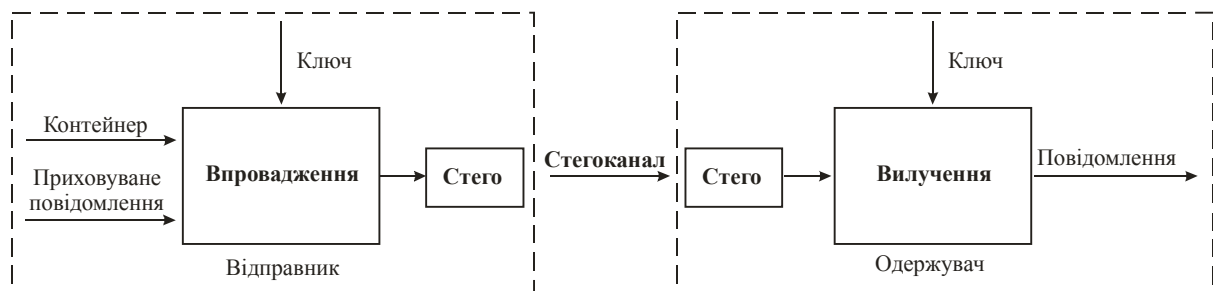 Ключ
Контейнер
Приховуване
повідомлення
Впровадження
Стего
Відправник
Стегоканал
Ключ
Стего
Вилучення
Повідомлення
Одержувач